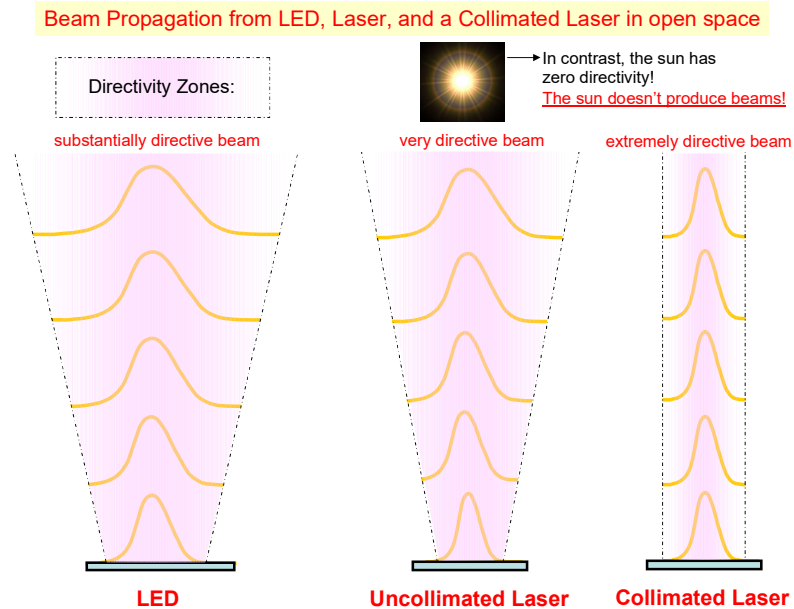 Beam Propagation from LED, Laser, and a Collimated Laser in open space
Directivity Zones:
In contrast, the sun has
zero directivity!
The sun doesn't produce beams!
substantially directive beam
very directive beam
extremely directive beam
LED
Uncollimated Laser
Collimated Laser